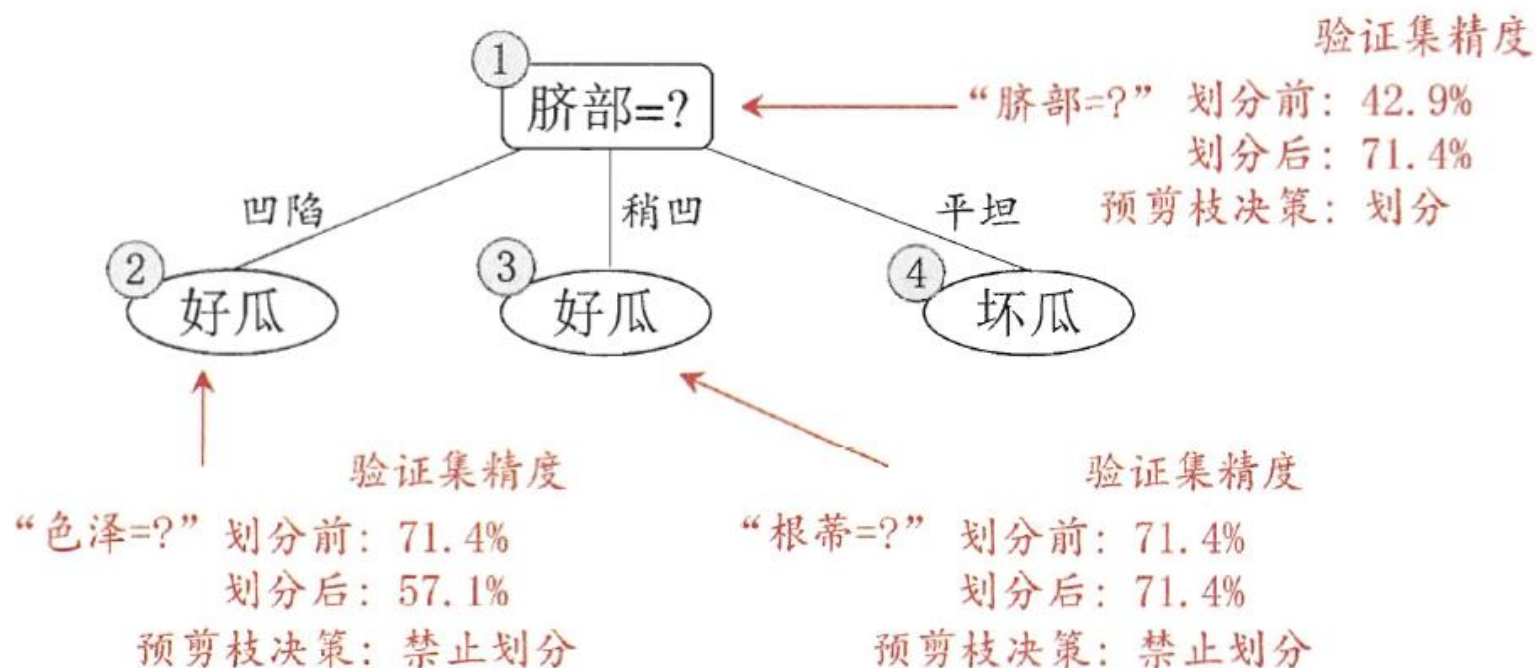 验证集精度
①
脐部=?
“脐部=?” 划分前: 42.9%
划分后: 71.4%
预剪枝决策: 划分
凹陷
稍凹
平坦
②
好瓜
③
好瓜
④
坏瓜
验证集精度
“色泽=?” 划分前: 71.4%
划分后: 57.1%
预剪枝决策: 禁止划分
验证集精度
“根蒂=?” 划分前: 71.4%
划分后: 71.4%
预剪枝决策: 禁止划分